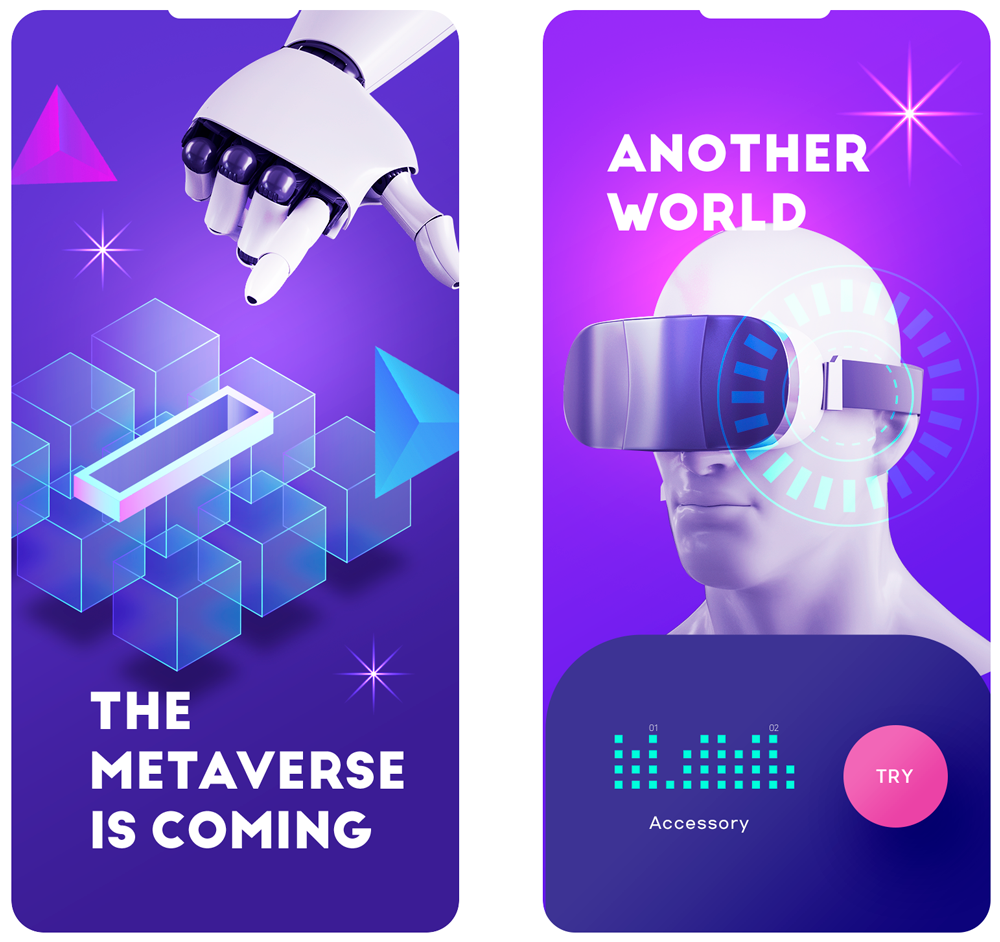 THE
METAVERSE
IS COMING
ANOTHER
WORLD
01 02
TRY
Accessory